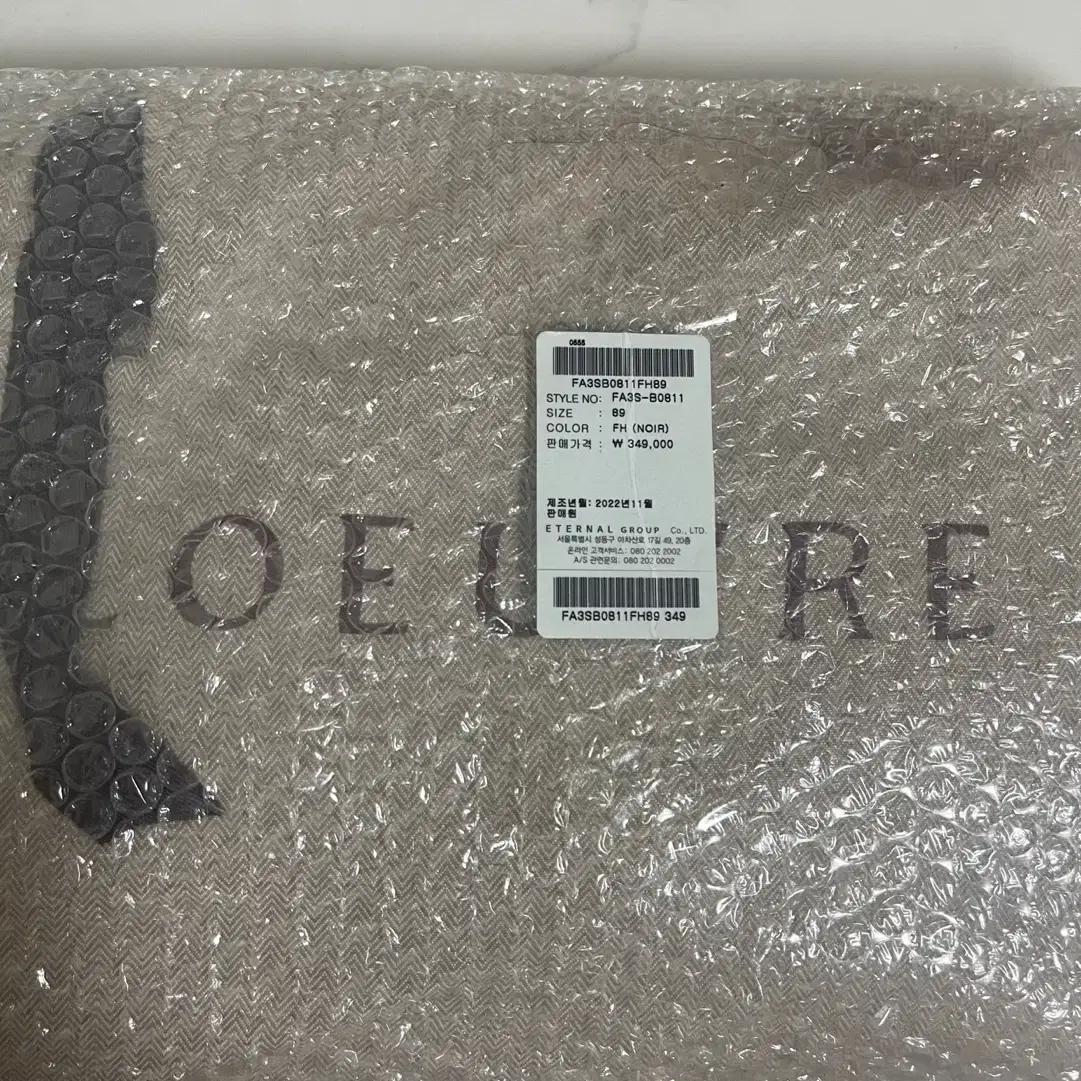 0555
FA3SB0811FH89
STYLE NO: FA3S-B0811
SIZE : 89
COLOR : FH (NOIR)
판매가격 : ₩ 349,000
제조년월: 2022년11월
판매원
ETERNAL GROUP Co., LTD.
서울특별시 성동구 아차산로 17길 49, 20층
온라인 고객서비스: 080 202 2002
A/S 관련문의: 080 202 0002
FA3SB0811FH89 349
LOEU RE